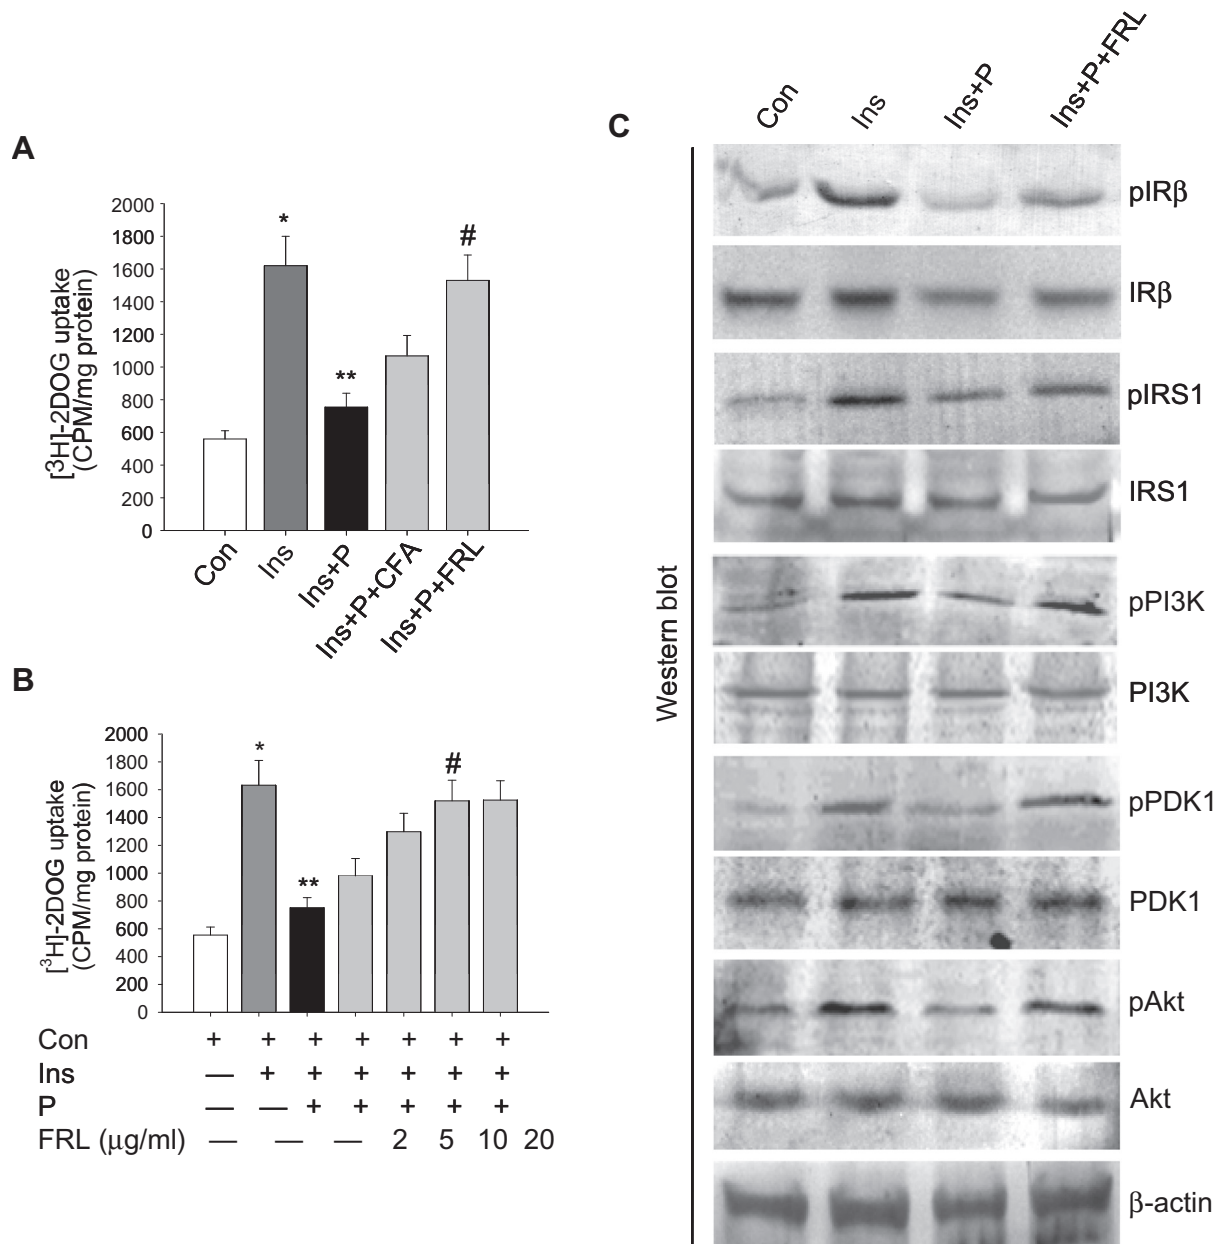 A
2000
1800
1600
1400
1200
1000
800
600
400
200
0
[³H]-2DOG uptake
(CPM/mg protein)
*
**
#
Con
Ins
Ins+P
Ins+P+CFA
Ins+P+FRL
B
2000
1800
1600
1400
1200
1000
800
600
400
200
0
[³H]-2DOG uptake
(CPM/mg protein)
*
**
#
Con + + + + + + +
Ins — + + + + + +
P — — + + + + +
FRL (μg/ml) — — — 2 5 10 20
C
Con
Ins
Ins+P
Ins+P+FRL
Western blot
pIRβ
IRβ
pIRS1
IRS1
pPI3K
PI3K
pPDK1
PDK1
pAkt
Akt
β-actin